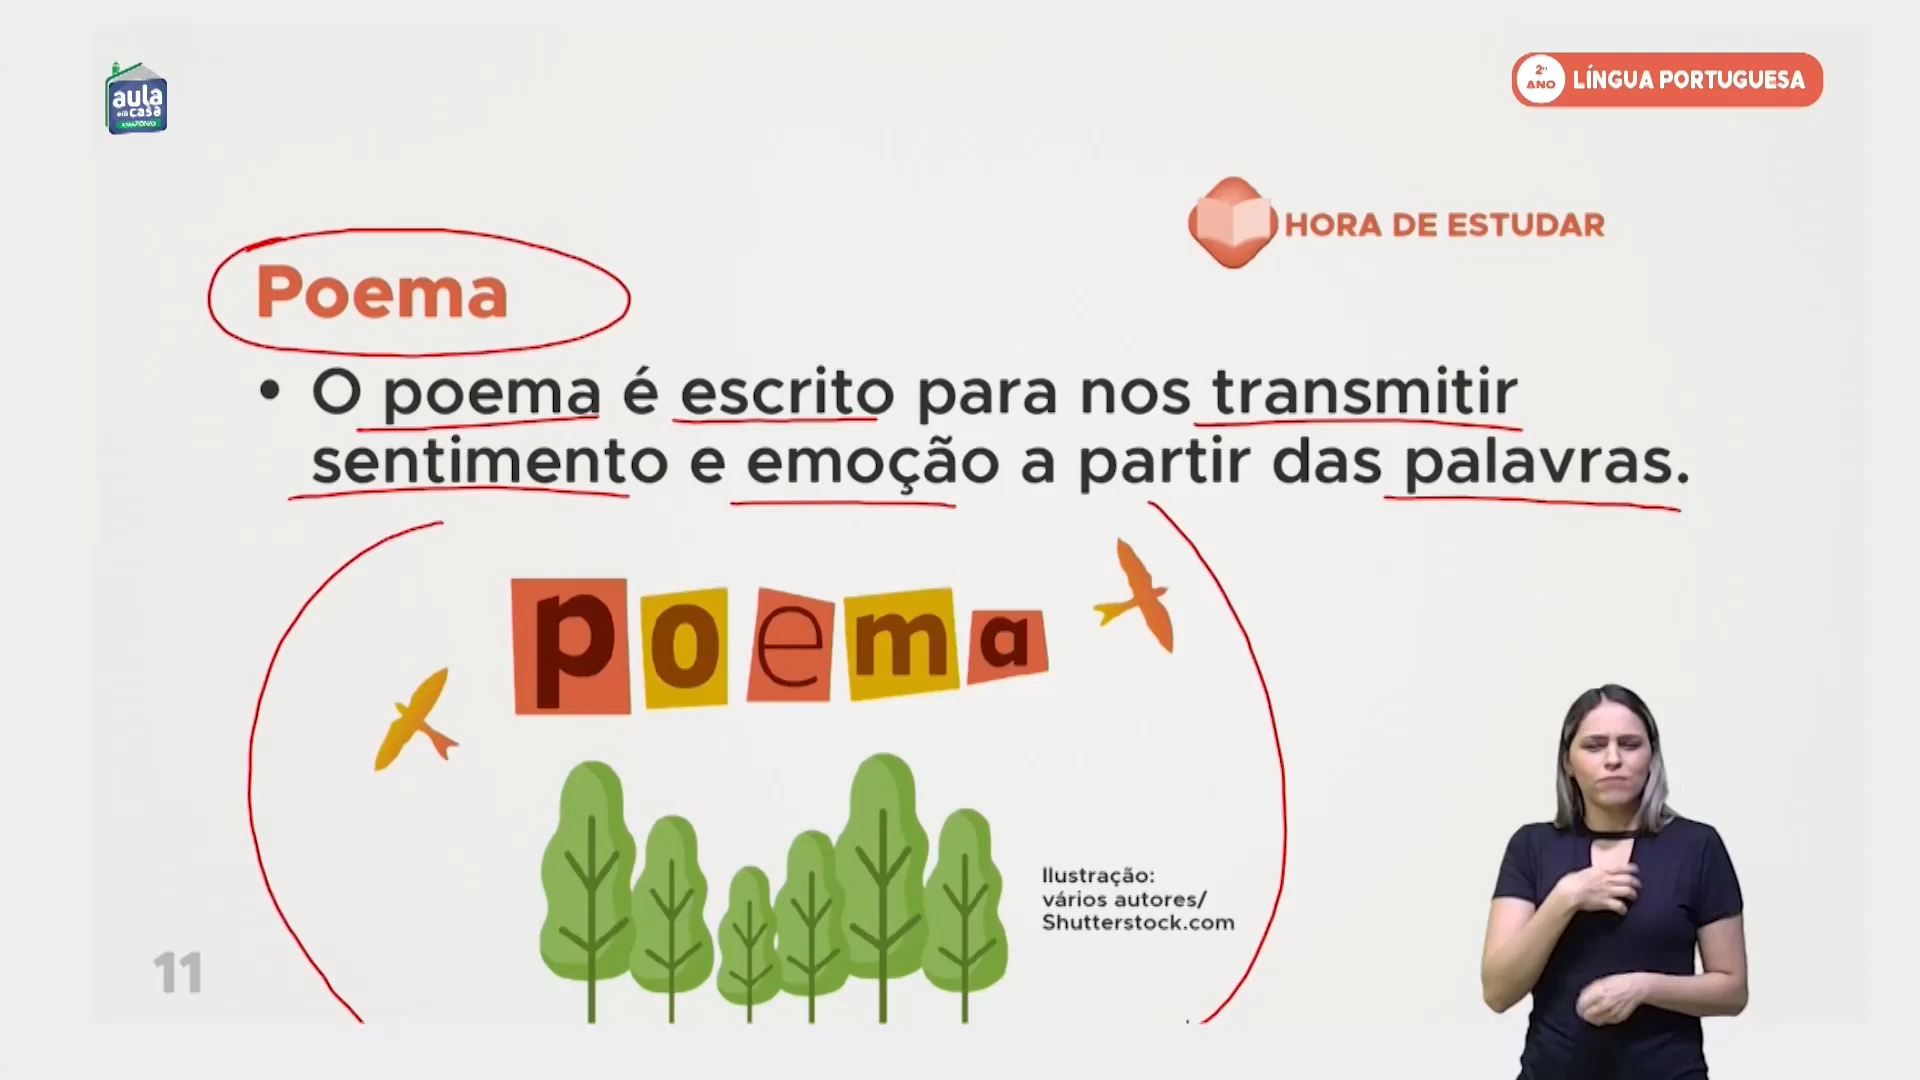 aula
em casa
2º
ANO
LÍNGUA PORTUGUESA
HORA DE ESTUDAR
Poema
• O poema é escrito para nos transmitir
sentimento e emoção a partir das palavras.
poema
Ilustração:
vários autores/
Shutterstock.com
11